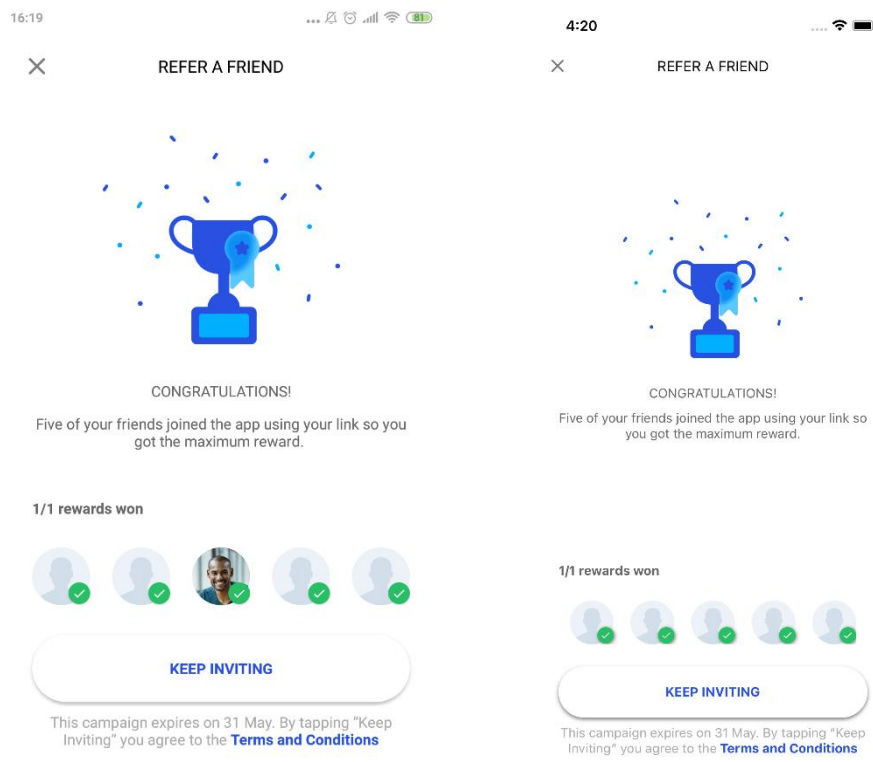 16:19
81
REFER A FRIEND
CONGRATULATIONS!
Five of your friends joined the app using your link so you
got the maximum reward.
1/1 rewards won
KEEP INVITING
This campaign expires on 31 May. By tapping “Keep
Inviting” you agree to the Terms and Conditions
4:20
REFER A FRIEND
CONGRATULATIONS!
Five of your friends joined the app using your link so
you got the maximum reward.
1/1 rewards won
KEEP INVITING
This campaign expires on 31 May. By tapping “Keep
Inviting” you agree to the Terms and Conditions